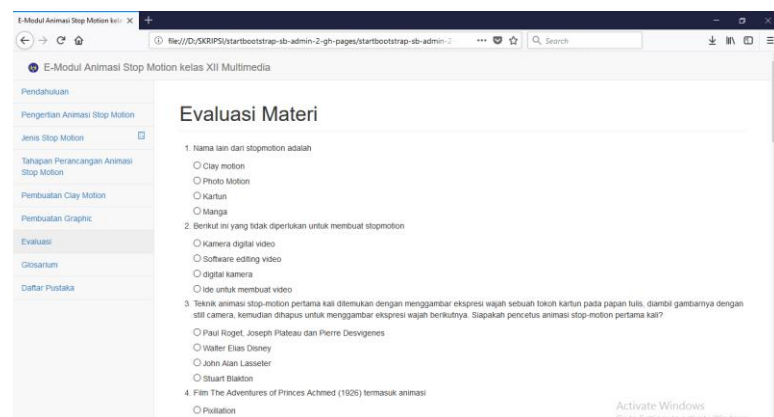 E-Modul Animasi Stop Motion kel
file:///D:/SKRIPSI/startbootstrap-sb-admin-2-gh-pages/startbootstrap-sb-admin-2
Search
E-Modul Animasi Stop Motion kelas XII Multimedia
Pendahuluan
Pengertian Animasi Stop Motion
Jenis Stop Motion
Tahapan Perancangan Animasi
Stop Motion
Pembuatan Clay Motion
Pembuatan Graphic
Evaluasi
Glosarium
Daftar Pustaka
Evaluasi Materi
1. Nama lain dari stopmotion adalah
Clay motion
Photo Motion
Kartun
Manga
2. Berikut ini yang tidak diperlukan untuk membuat stopmotion
Kamera digital video
Software editing video
digital kamera
Ide untuk membuat video
3. Teknik animasi stop-motion pertama kali ditemukan dengan menggambar ekspresi wajah sebuah tokoh kartun pada papan tulis, diambil gambarnya dengan
still camera, kemudian dihapus untuk menggambar ekspresi wajah berikutnya. Siapakah pencetus animasi stop-motion pertama kali?
Paul Roget, Joseph Plateau dan Pierre Desvigenes
Walter Elias Disney
John Alan Lasseter
Stuart Blakton
4. Film The Adventures of Princes Achmed (1926) termasuk animasi
Pixillation
Activate Windows